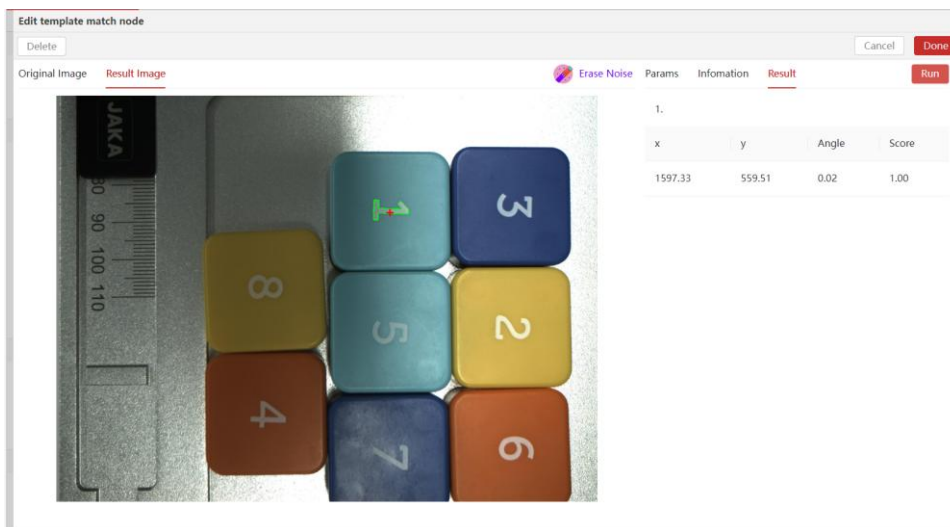 Edit template match node
Delete
Cancel
Done
Original Image
Result Image
Erase Noise
Params
Infomation
Result
Run
1.
x
y
Angle
Score
1597.33
559.51
0.02
1.00
JAKA
80
90
100
110
1
3
8
5
2
4
7
6